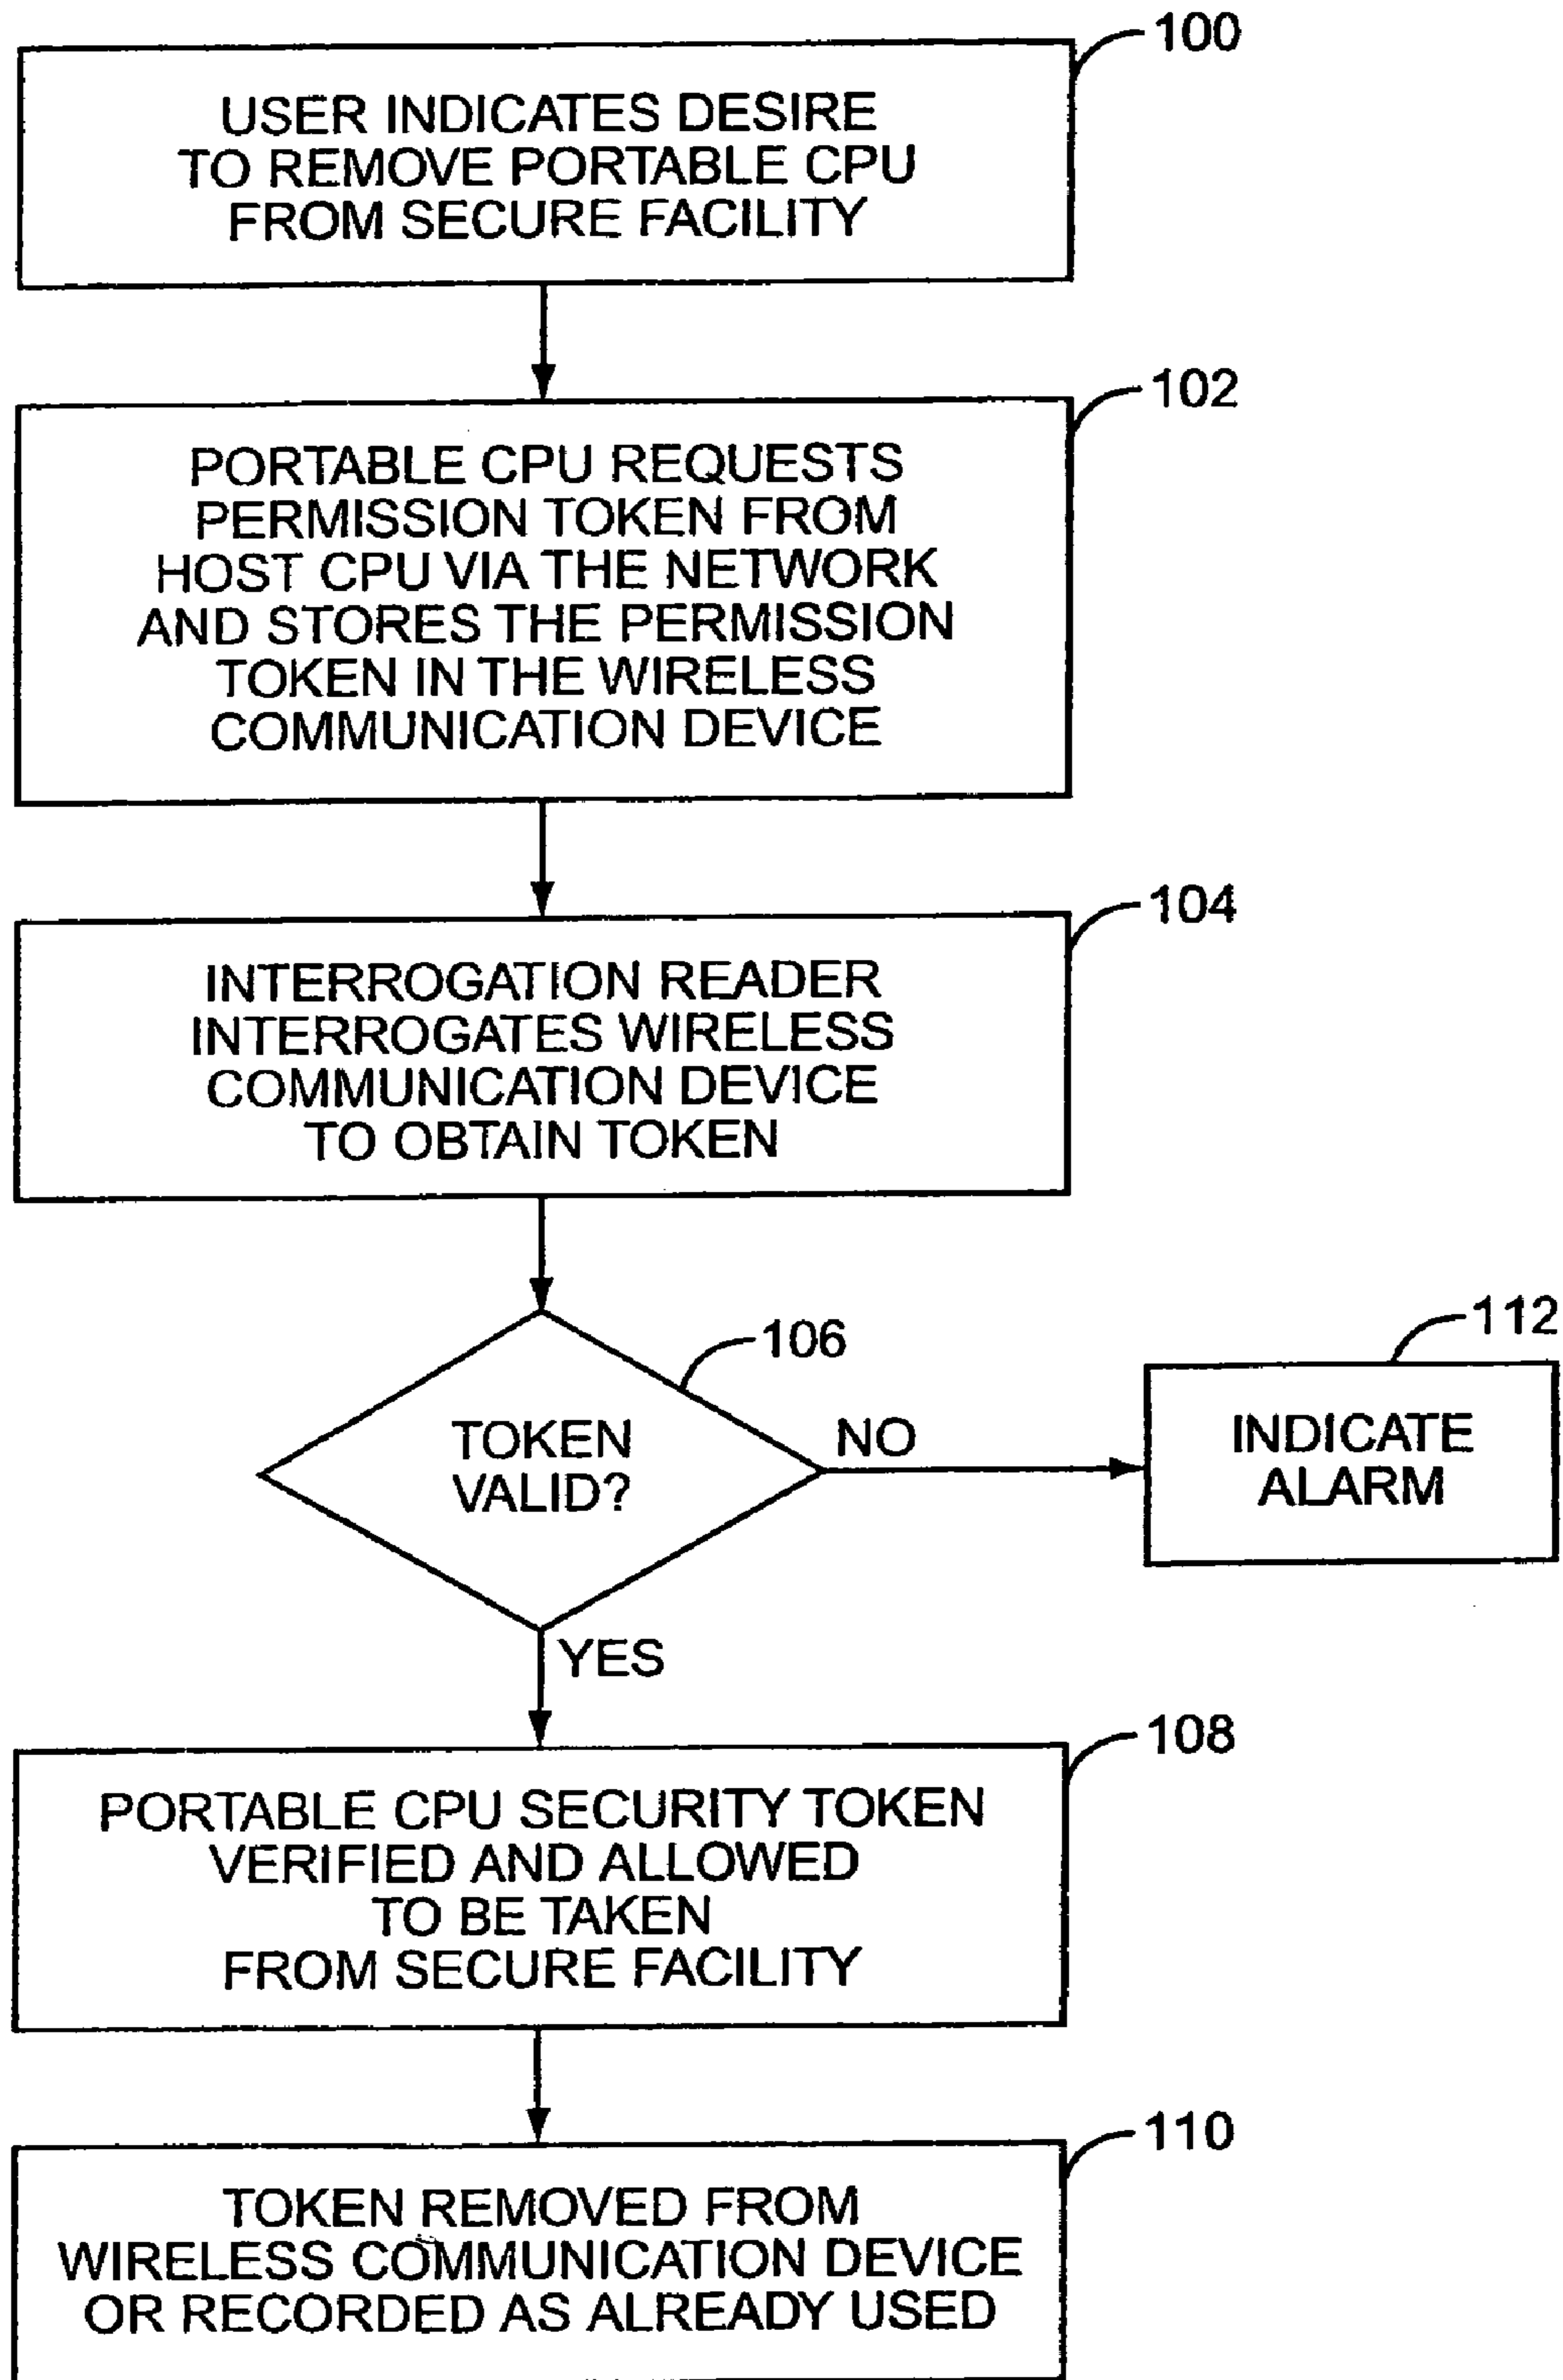 100
USER INDICATES DESIRE
TO REMOVE PORTABLE CPU
FROM SECURE FACILITY
102
PORTABLE CPU REQUESTS
PERMISSION TOKEN FROM
HOST CPU VIA THE NETWORK
AND STORES THE PERMISSION
TOKEN IN THE WIRELESS
COMMUNICATION DEVICE
104
INTERROGATION READER
INTERROGATES WIRELESS
COMMUNICATION DEVICE
TO OBTAIN TOKEN
106
TOKEN
VALID?
NO
112
INDICATE
ALARM
YES
108
PORTABLE CPU SECURITY TOKEN
VERIFIED AND ALLOWED
TO BE TAKEN
FROM SECURE FACILITY
110
TOKEN REMOVED FROM
WIRELESS COMMUNICATION DEVICE
OR RECORDED AS ALREADY USED